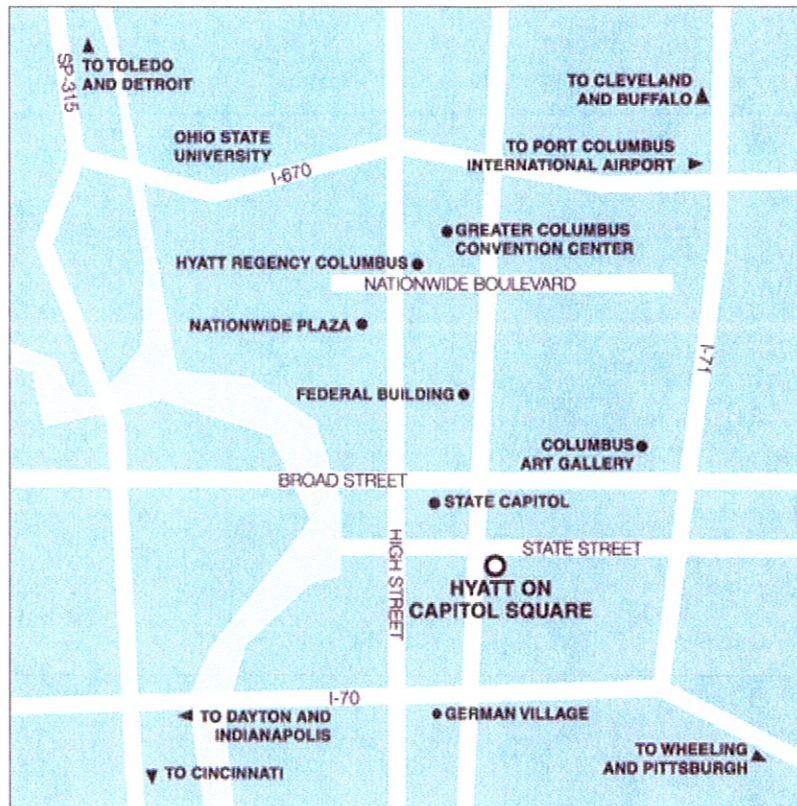 SP-315
TO TOLEDO
AND DETROIT
TO CLEVELAND
AND BUFFALO
OHIO STATE
UNIVERSITY
TO PORT COLUMBUS
INTERNATIONAL AIRPORT
I-670
GREATER COLUMBUS
CONVENTION CENTER
HYATT REGENCY COLUMBUS
NATIONWIDE BOULEVARD
NATIONWIDE PLAZA
I-71
FEDERAL BUILDING
COLUMBUS
ART GALLERY
BROAD STREET
STATE CAPITOL
HIGH STREET
STATE STREET
HYATT ON
CAPITOL SQUARE
I-70
TO DAYTON AND
INDIANAPOLIS
GERMAN VILLAGE
TO WHEELING
AND PITTSBURGH
TO CINCINNATI